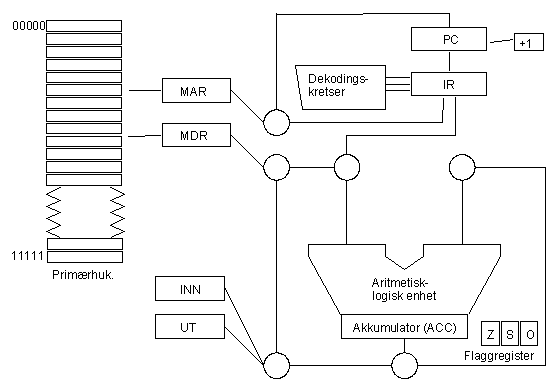 00000
PC
+1
Dekodings-
kretser
IR
MAR
MDR
11111
Primærhuk.
INN
UT
Aritmetisk-
logisk enhet
Akkumulator (ACC)
Z S O
Flaggregister